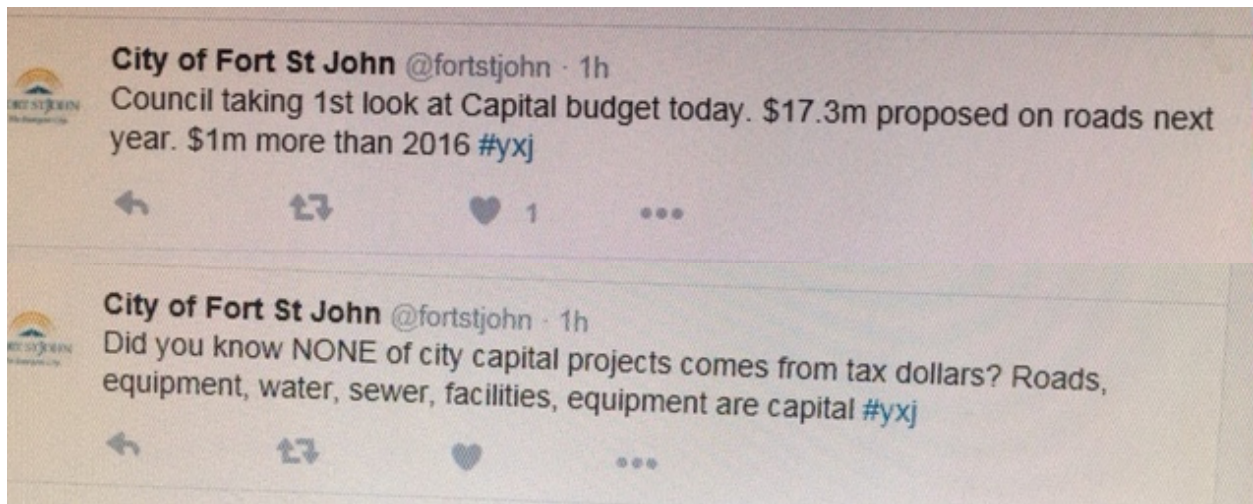 City of Fort St John @fortstjohn · 1h
Council taking 1st look at Capital budget today. $17.3m proposed on roads next
year. $1m more than 2016 #yxj
1
City of Fort St John @fortstjohn · 1h
Did you know NONE of city capital projects comes from tax dollars? Roads,
equipment, water, sewer, facilities, equipment are capital #yxj